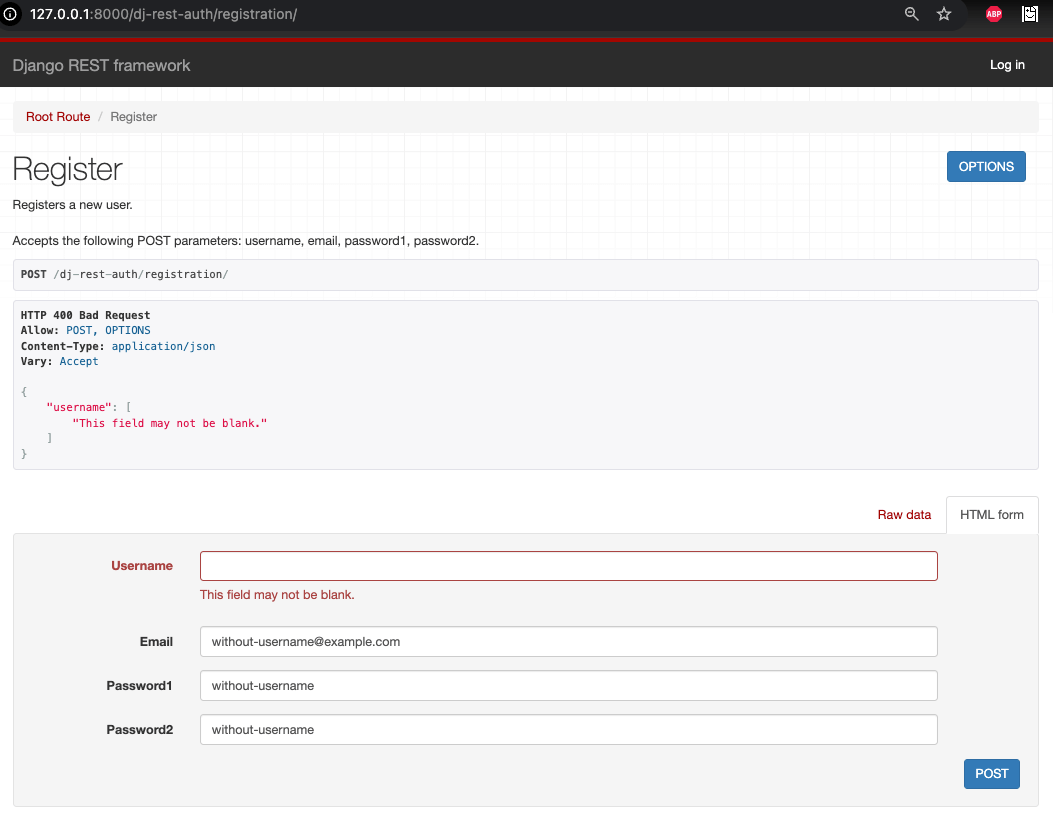 127.0.0.1:8000/dj-rest-auth/registration/
ABP
Django REST framework
Log in
Root Route / Register
Register
OPTIONS
Registers a new user.
Accepts the following POST parameters: username, email, password1, password2.
POST /dj-rest-auth/registration/
HTTP 400 Bad Request
Allow: POST, OPTIONS
Content-Type: application/json
Vary: Accept
{
    "username": [
        "This field may not be blank."
    ]
}
Raw data
HTML form
Username
This field may not be blank.
Email without-username@example.com
Password1 without-username
Password2 without-username
POST